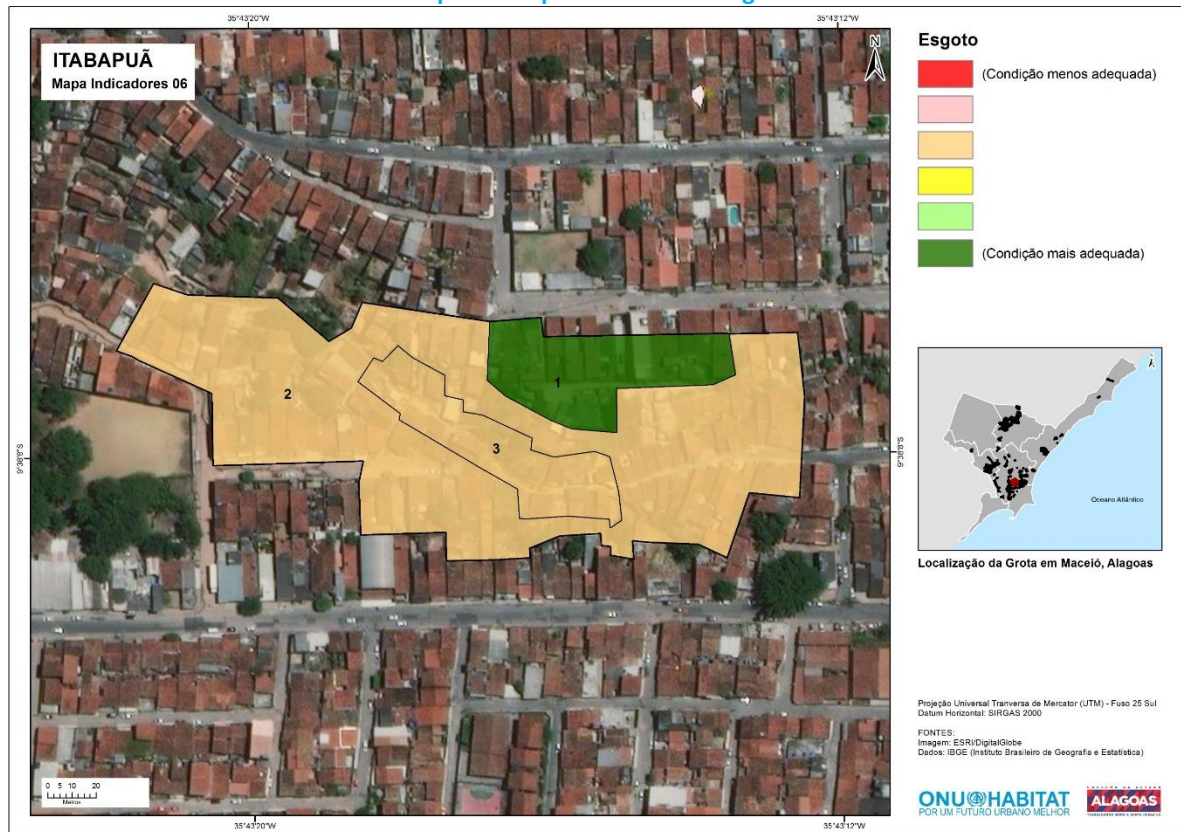 35°43'20"W
35°43'12"W
ITABAPUÃ
Mapa Indicadores 06
N
1
2
3
9°38'8"S
9°38'8"S
0 5 10 20
Metros
35°43'20"W
35°43'12"W
Esgoto
(Condição menos adequada)
(Condição mais adequada)
Oceano Atlântico
Localização da Grota em Maceió, Alagoas
Projeção Universal Tranversa de Mercator (UTM) - Fuso 25 Sul
Datum Horizontal: SIRGAS 2000
FONTES:
Imagem: ESRI/DigitalGlobe
Dados: IBGE (Instituto Brasileiro de Geografia e Estatística)
ONU HABITAT
POR UM FUTURO URBANO MELHOR
ALAGOAS